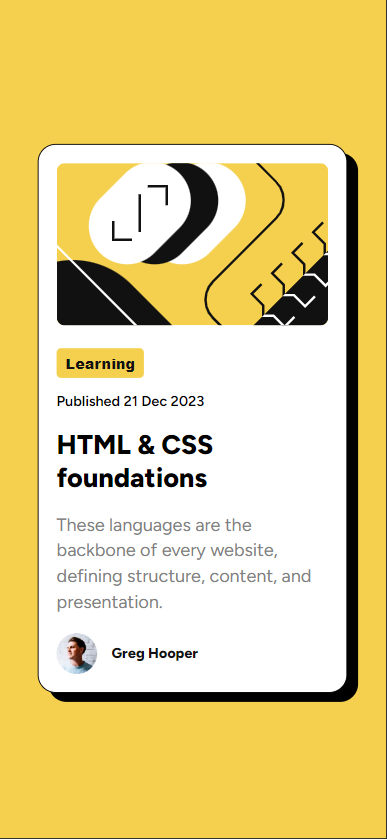 Learning
Published 21 Dec 2023
HTML & CSS
foundations
These languages are the
backbone of every website,
defining structure, content, and
presentation.
Greg Hooper